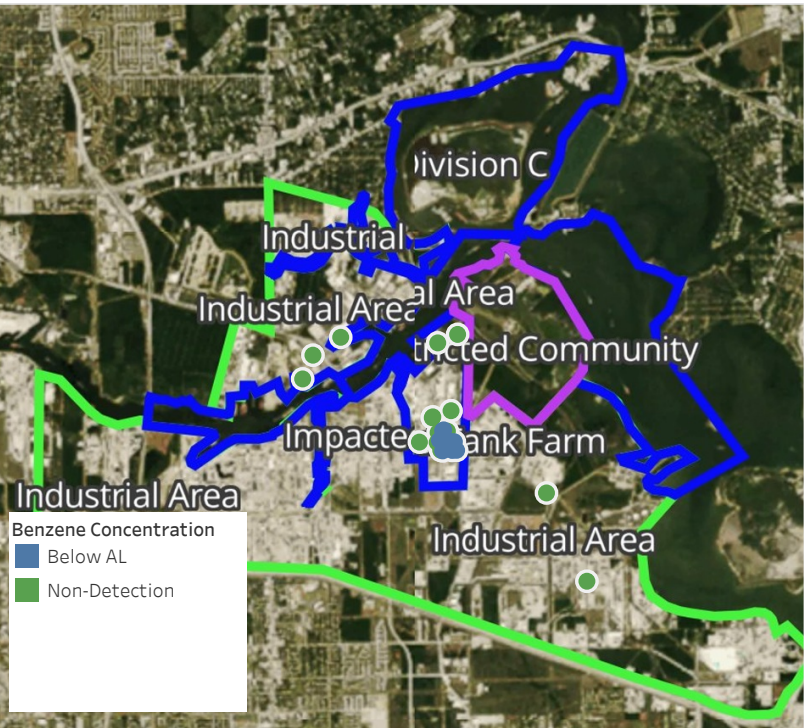 Division C
Industrial
Industrial Area
al Area
tricted Community
Impacte
ank Farm
Industrial Area
Industrial Area
Benzene Concentration
Below AL
Non-Detection